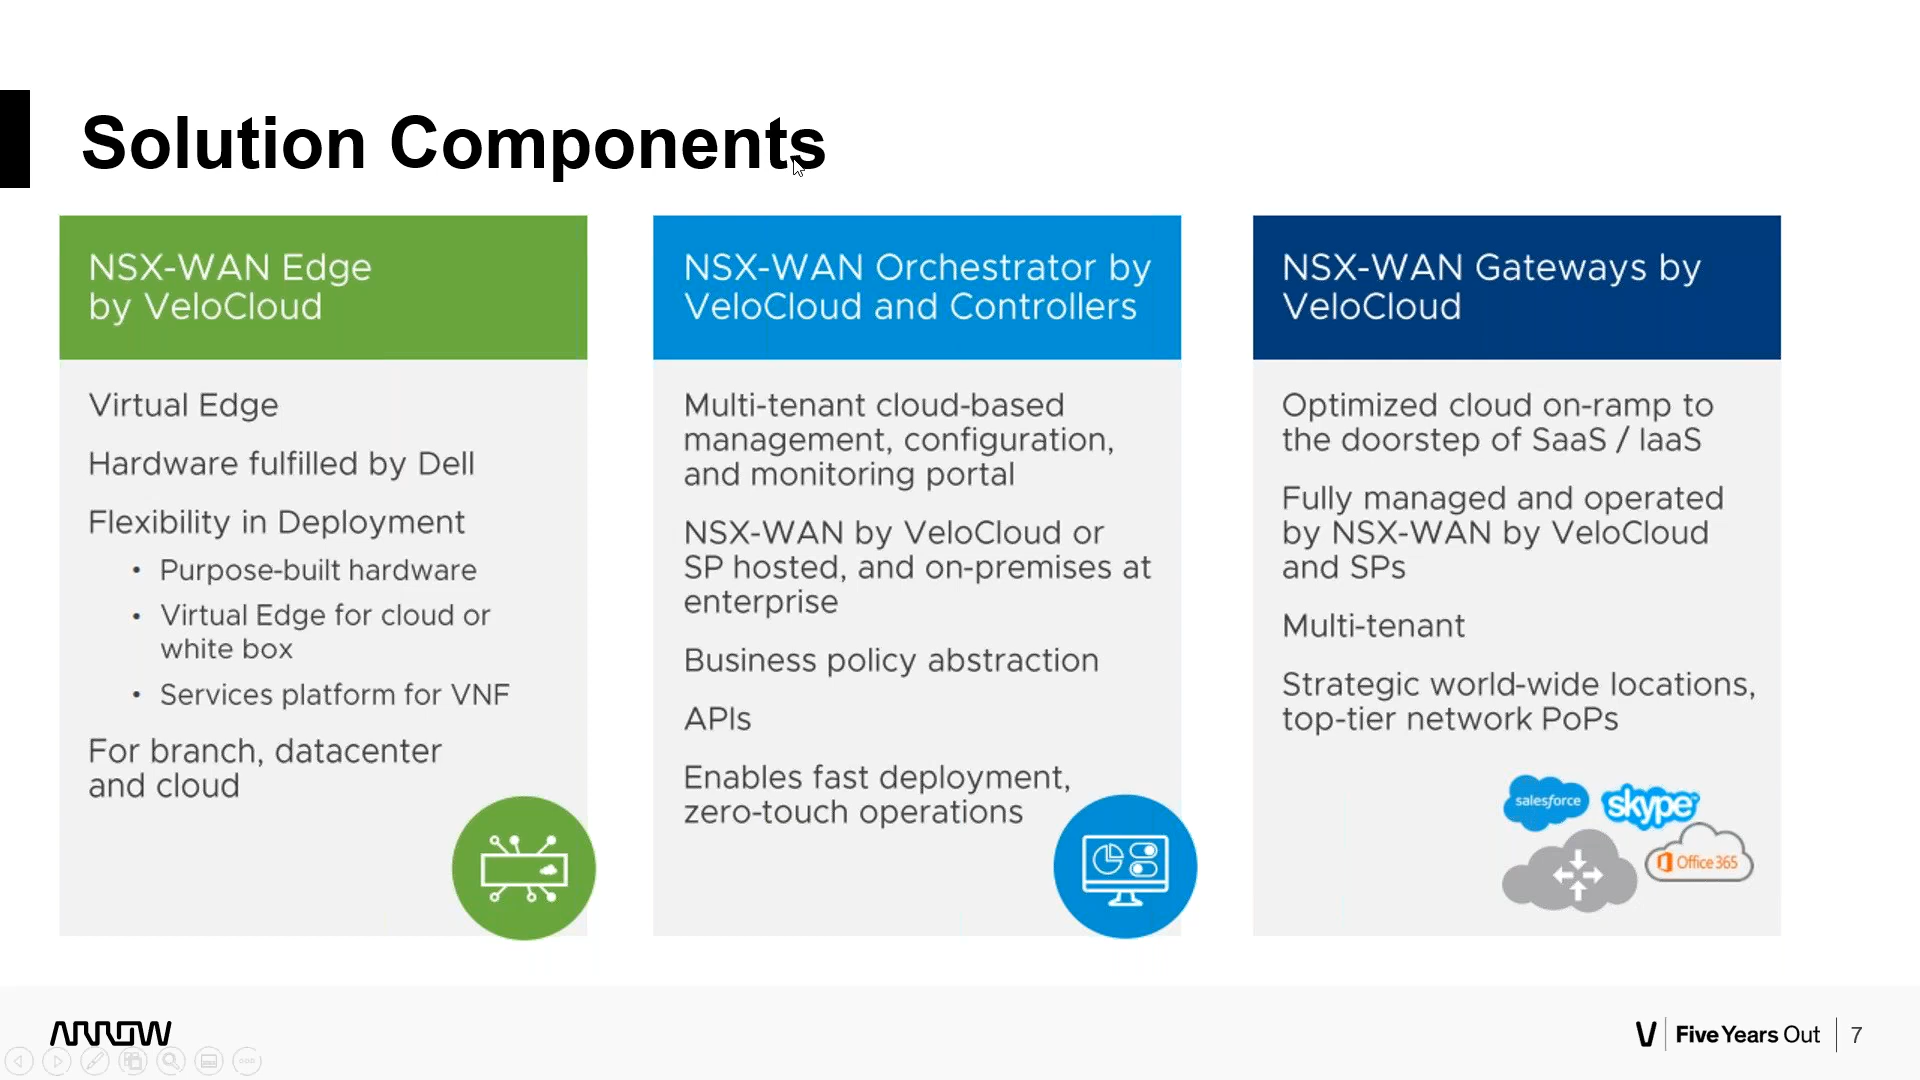 Solution Components
NSX-WAN Edge
by VeloCloud
Virtual Edge
Hardware fulfilled by Dell
Flexibility in Deployment
• Purpose-built hardware
• Virtual Edge for cloud or
white box
• Services platform for VNF
For branch, datacenter
and cloud
NSX-WAN Orchestrator by
VeloCloud and Controllers
Multi-tenant cloud-based
management, configuration,
and monitoring portal
NSX-WAN by VeloCloud or
SP hosted, and on-premises at
enterprise
Business policy abstraction
APIs
Enables fast deployment,
zero-touch operations
NSX-WAN Gateways by
VeloCloud
Optimized cloud on-ramp to
the doorstep of SaaS / IaaS
Fully managed and operated
by NSX-WAN by VeloCloud
and SPs
Multi-tenant
Strategic world-wide locations,
top-tier network PoPs
salesforce
skype
Office 365
ARROW
Five Years Out
7